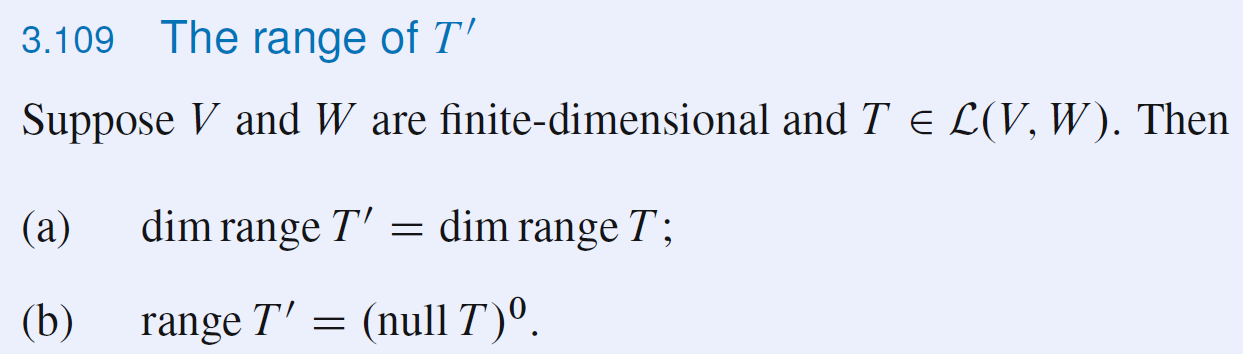 3.109 The range of T′
Suppose V and W are finite-dimensional and T ∈ ℒ(V, W). Then
(a) dim range T′ = dim range T;
(b) range T′ = (null T)⁰.